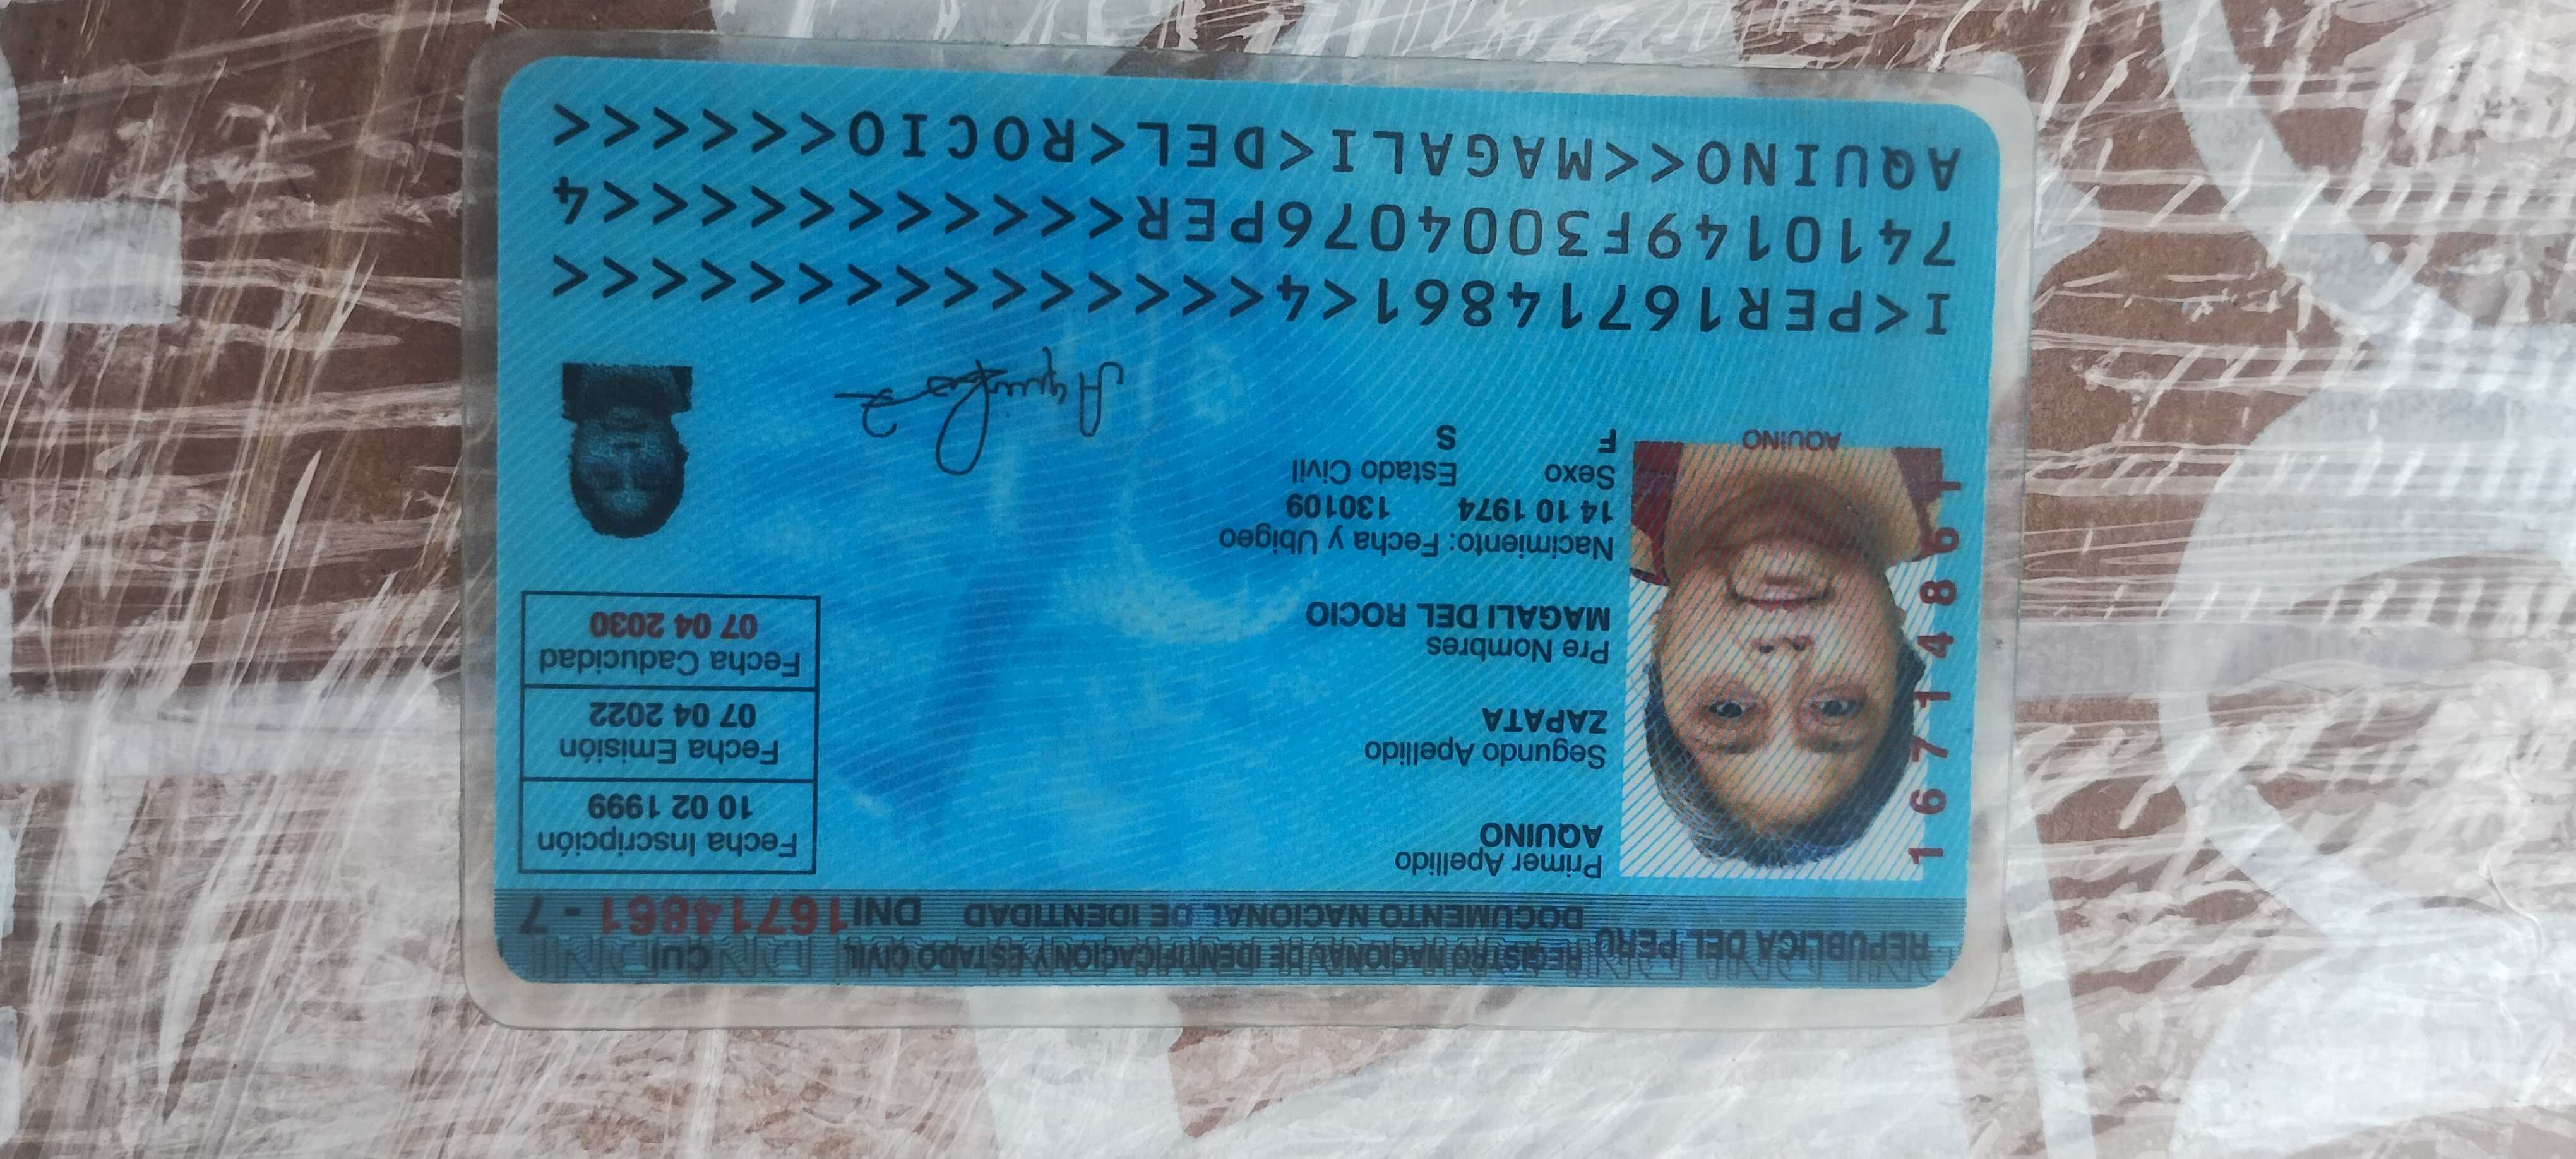 REPUBLICA DEL PERU REGISTRO NACIONAL DE IDENTIFICACION Y ESTADO CIVIL CUI
DOCUMENTO NACIONAL DE IDENTIDAD DNI16714861 - 7
Primer Apellido
AQUINO
Segundo Apellido
ZAPATA
Pre Nombres
MAGALI DEL ROCIO
Nacimiento: Fecha y Ubigeo
14 10 1974 130109
Sexo Estado Civil
F S
Fecha Inscripción
10 02 1999
Fecha Emisión
07 04 2022
Fecha Caducidad
07 04 2030
16714861
AQUINO
I<PER16714861<4<<<<<<<<<<<<<<<
7410149F3004076PER<<<<<<<<<<<4
AQUINO<<MAGALI<DEL<ROCIO<<<<<<